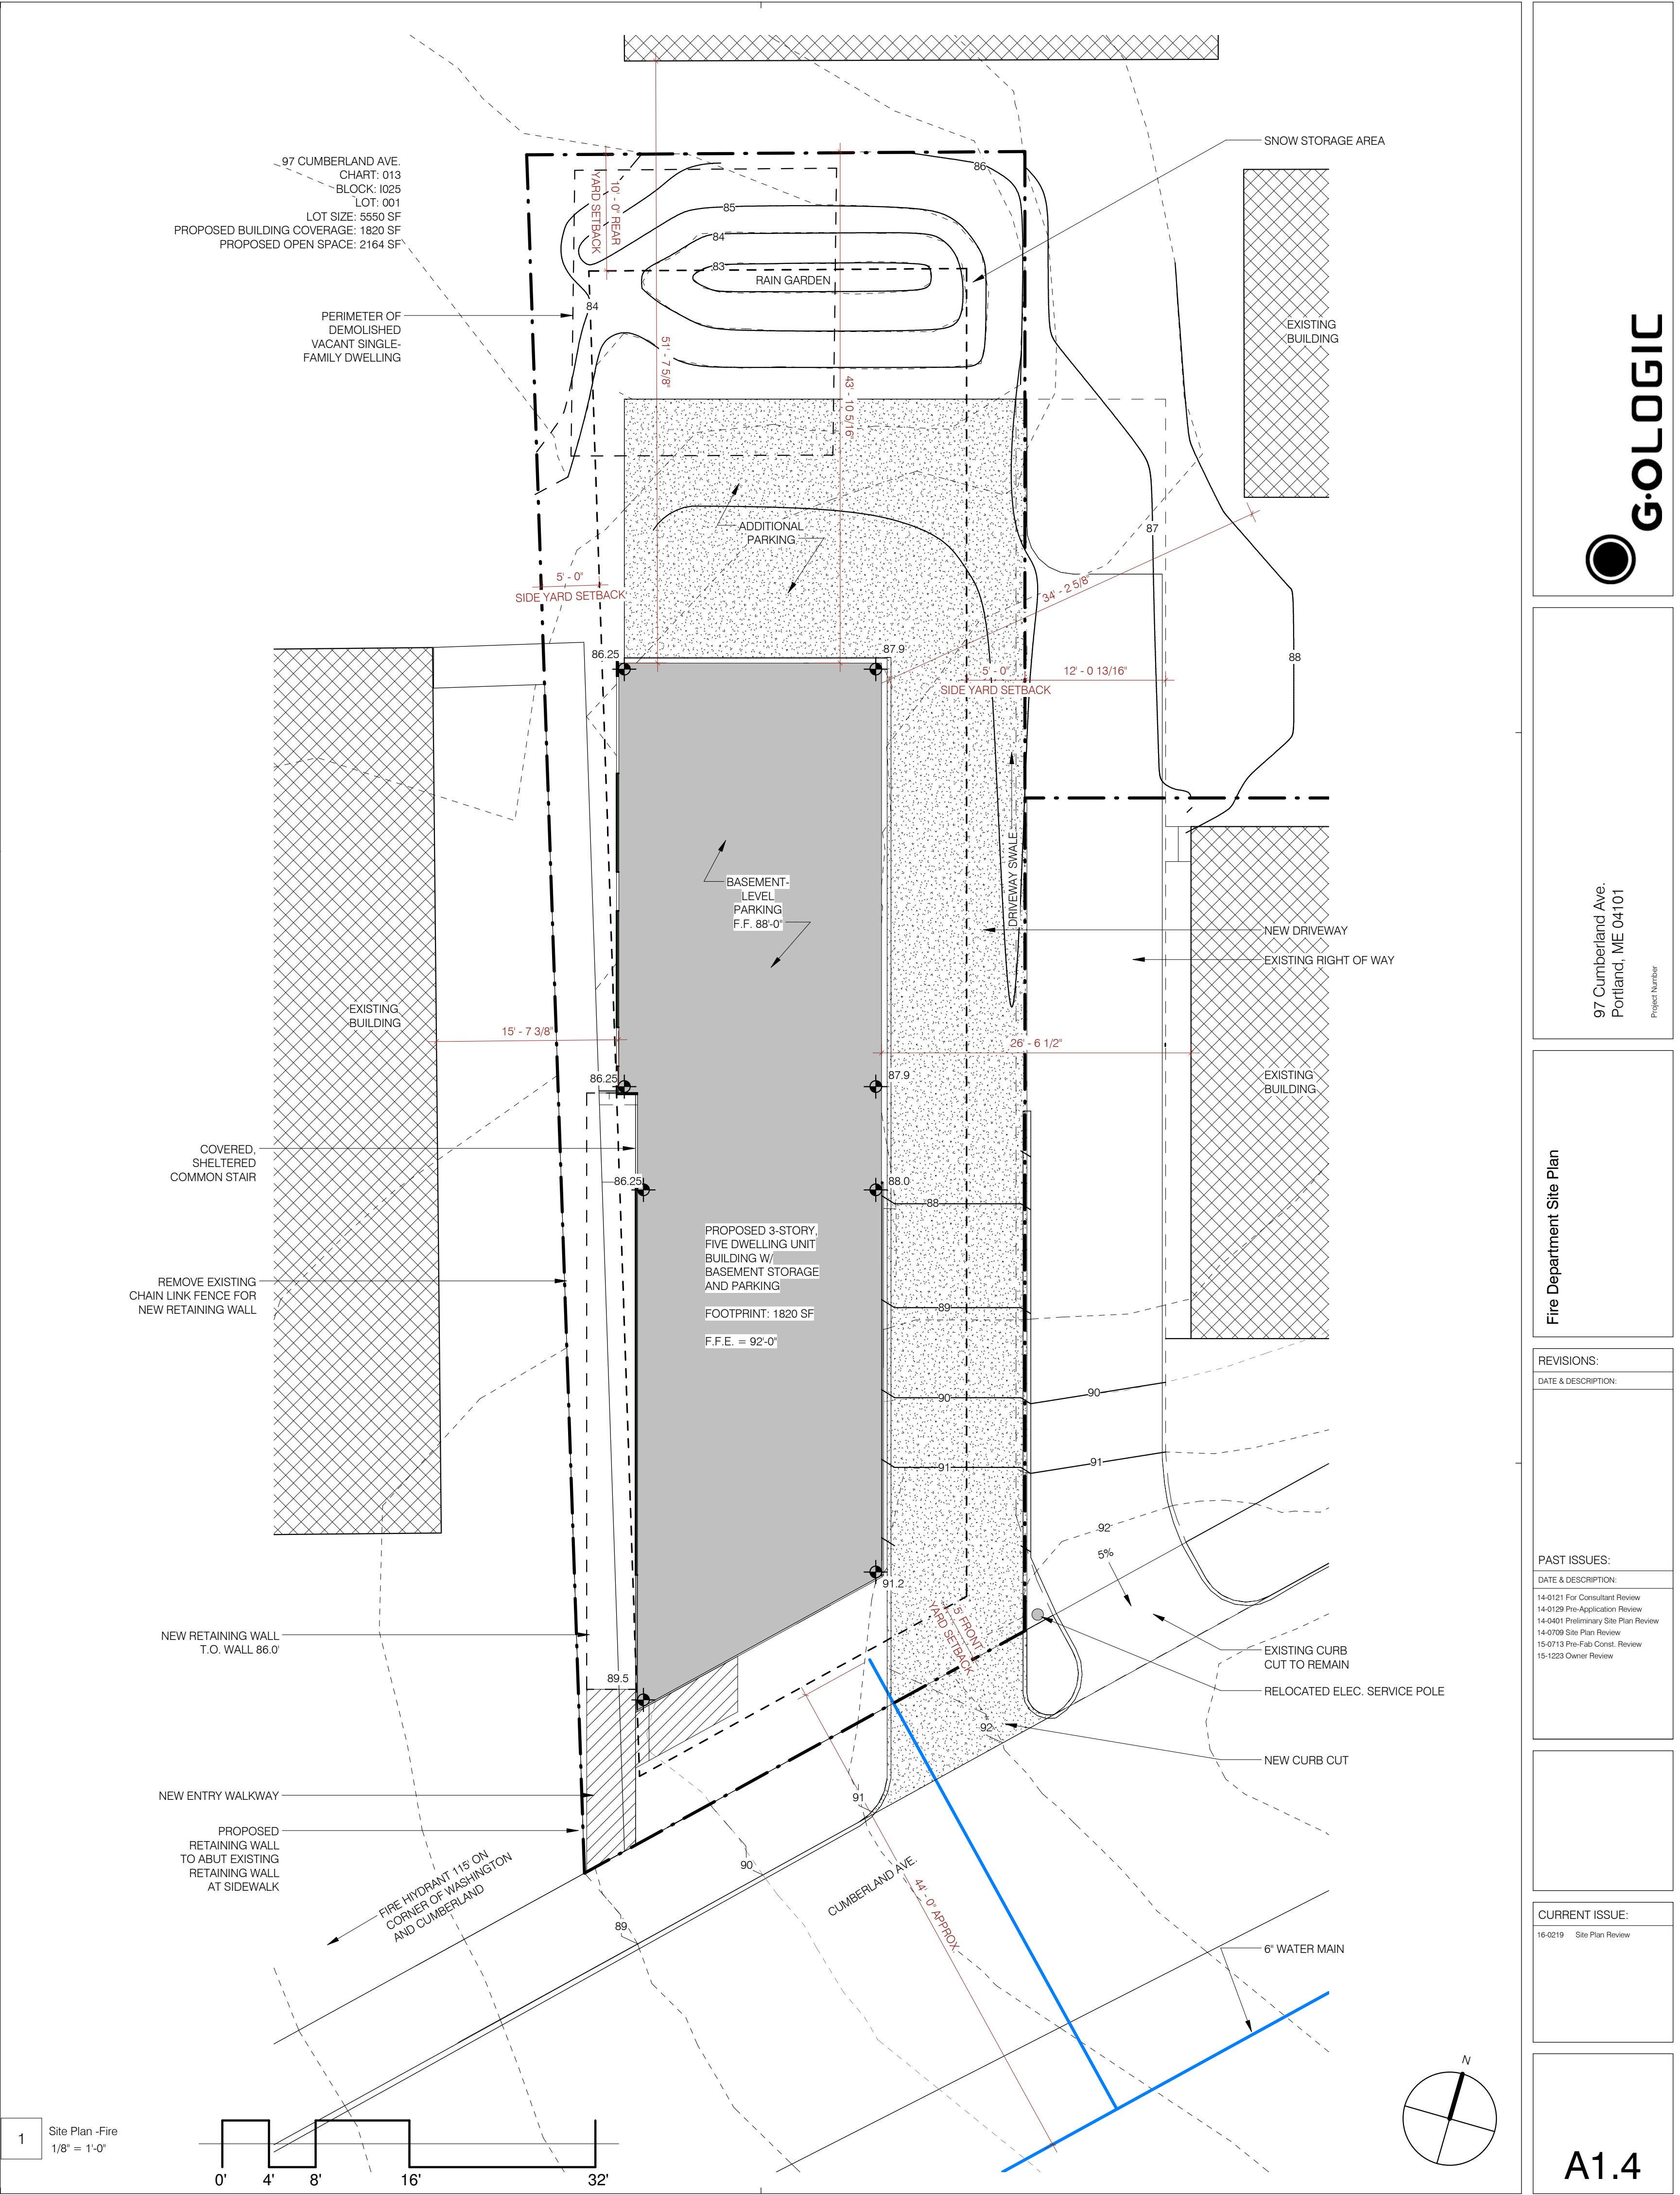 SNOW STORAGE AREA
97 CUMBERLAND AVE.
CHART: 013
BLOCK: I025
LOT: 001
LOT SIZE: 5550 SF
PROPOSED BUILDING COVERAGE: 1820 SF
PROPOSED OPEN SPACE: 2164 SF
10' - 0" REAR
YARD SETBACK
86
85
84
83
RAIN GARDEN
84
PERIMETER OF
DEMOLISHED
VACANT SINGLE-
FAMILY DWELLING
EXISTING
BUILDING
51' - 7 5/8"
43' - 10 5/16"
ADDITIONAL
PARKING
87
5' - 0"
SIDE YARD SETBACK
34' - 2 5/8"
86.25
87.9
88
5' - 0"
SIDE YARD SETBACK
12' - 0 13/16"
DRIVEWAY SWALE
BASEMENT-
LEVEL
PARKING
F.F. 88'-0"
NEW DRIVEWAY
EXISTING RIGHT OF WAY
EXISTING
BUILDING
15' - 7 3/8"
26' - 6 1/2"
86.25
87.9
EXISTING
BUILDING
COVERED,
SHELTERED
COMMON STAIR
86.25
88.0
88
PROPOSED 3-STORY,
FIVE DWELLING UNIT
BUILDING W/
BASEMENT STORAGE
AND PARKING
FOOTPRINT: 1820 SF
F.F.E. = 92'-0"
REMOVE EXISTING
CHAIN LINK FENCE FOR
NEW RETAINING WALL
89
90
90
91
91
92
5%
91.2
5' FRONT
YARD SETBACK
NEW RETAINING WALL
T.O. WALL 86.0'
89.5
EXISTING CURB
CUT TO REMAIN
RELOCATED ELEC. SERVICE POLE
92
NEW CURB CUT
NEW ENTRY WALKWAY
91
PROPOSED
RETAINING WALL
TO ABUT EXISTING
RETAINING WALL
AT SIDEWALK
90
89
FIRE HIYDRANT 115' ON
CORNER OF WASHINGTON
AND CUMBERLAND
CUMBERLAND AVE.
44' - 0" APPROX.
6" WATER MAIN
N
1
Site Plan -Fire
1/8" = 1'-0"
0'
4'
8'
16'
32'
G·OLOGIC
97 Cumberland Ave.
Portland, ME 04101
Project Number
Fire Department Site Plan
REVISIONS:
DATE & DESCRIPTION:
PAST ISSUES:
DATE & DESCRIPTION:
14-0121 For Consultant Review
14-0129 Pre-Application Review
14-0401 Preliminary Site Plan Review
14-0709 Site Plan Review
15-0713 Pre-Fab Const. Review
15-1223 Owner Review
CURRENT ISSUE:
16-0219 Site Plan Review
A1.4